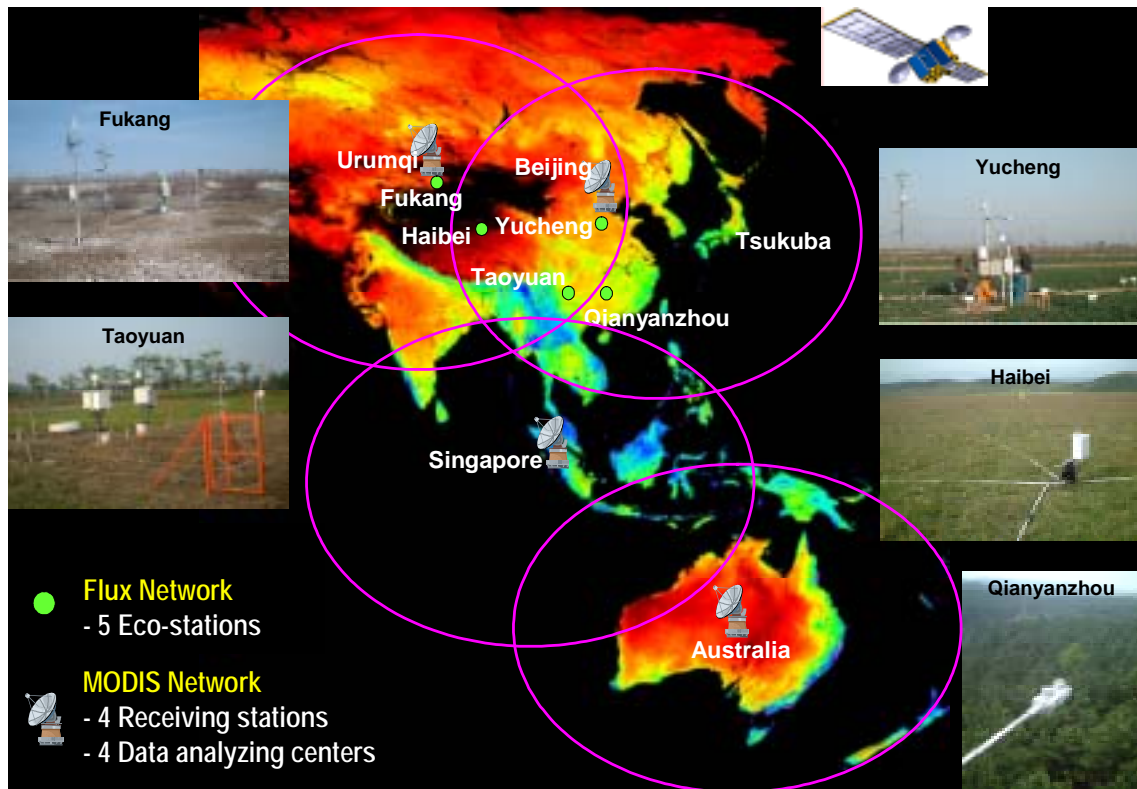 Fukang
Urumqi
Beijing
Fukang
Yucheng
Haibei
Yucheng
Tsukuba
Taoyuan
Qianyanzhou
Taoyuan
Haibei
Singapore
Flux Network
- 5 Eco-stations
Qianyanzhou
Australia
MODIS Network
- 4 Receiving stations
- 4 Data analyzing centers